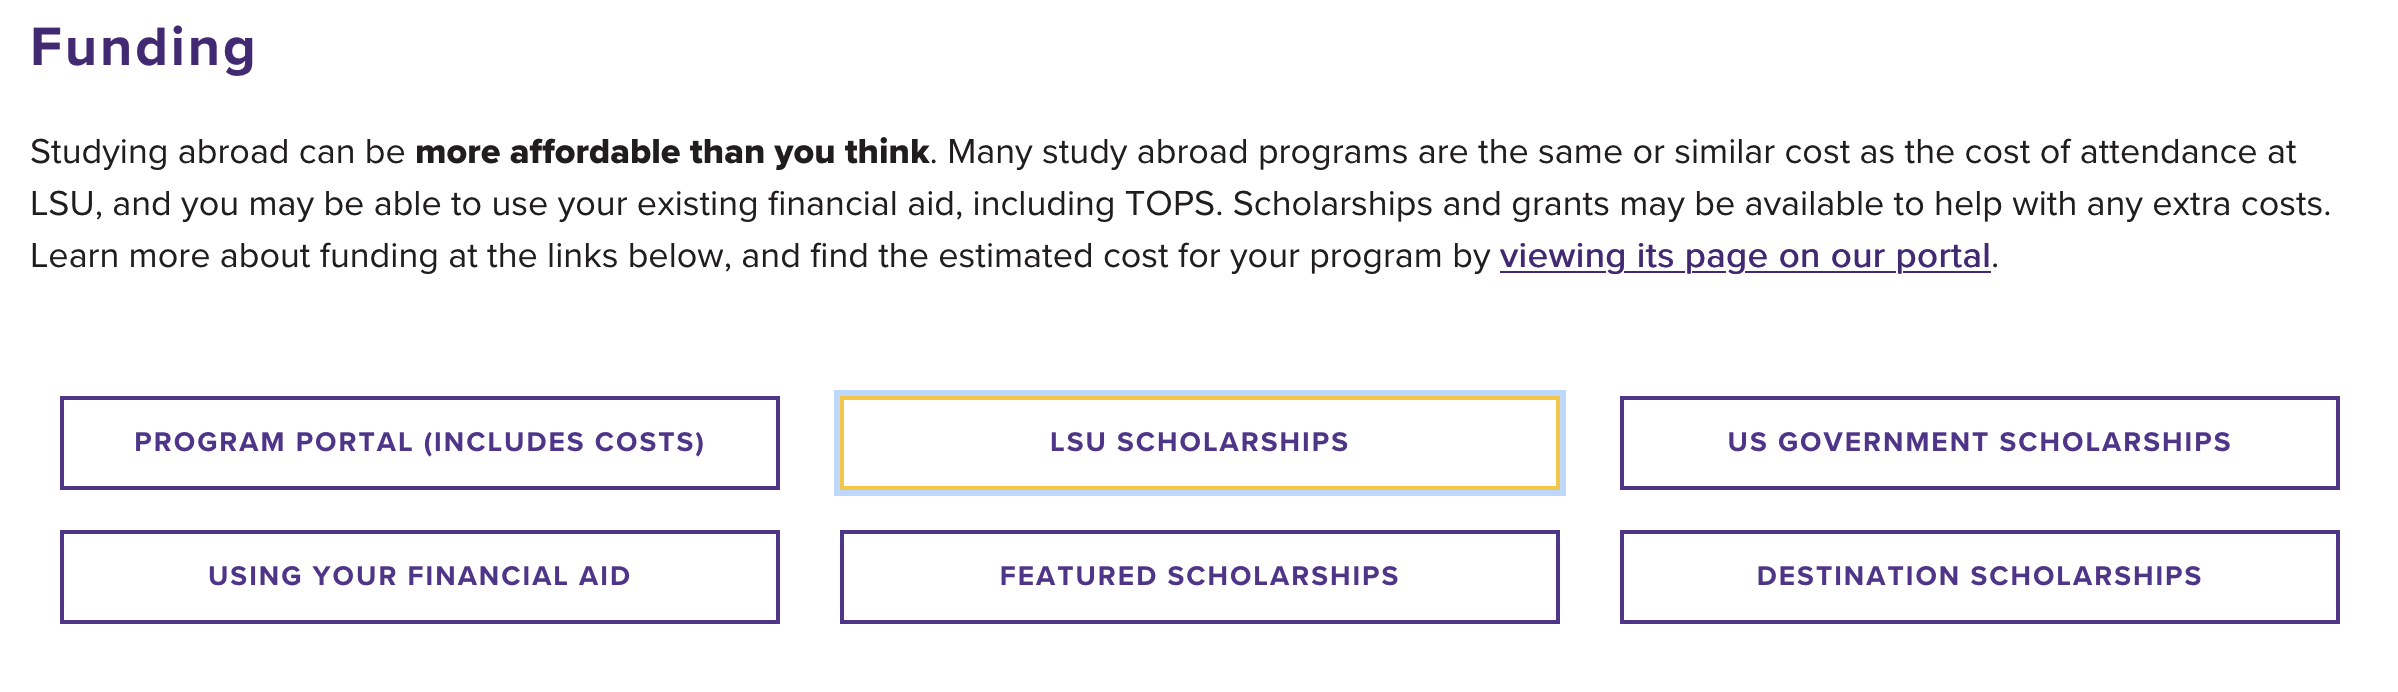 Funding
Studying abroad can be more affordable than you think. Many study abroad programs are the same or similar cost as the cost of attendance at
LSU, and you may be able to use your existing financial aid, including TOPS. Scholarships and grants may be available to help with any extra costs.
Learn more about funding at the links below, and find the estimated cost for your program by viewing its page on our portal.
PROGRAM PORTAL (INCLUDES COSTS)
LSU SCHOLARSHIPS
US GOVERNMENT SCHOLARSHIPS
USING YOUR FINANCIAL AID
FEATURED SCHOLARSHIPS
DESTINATION SCHOLARSHIPS